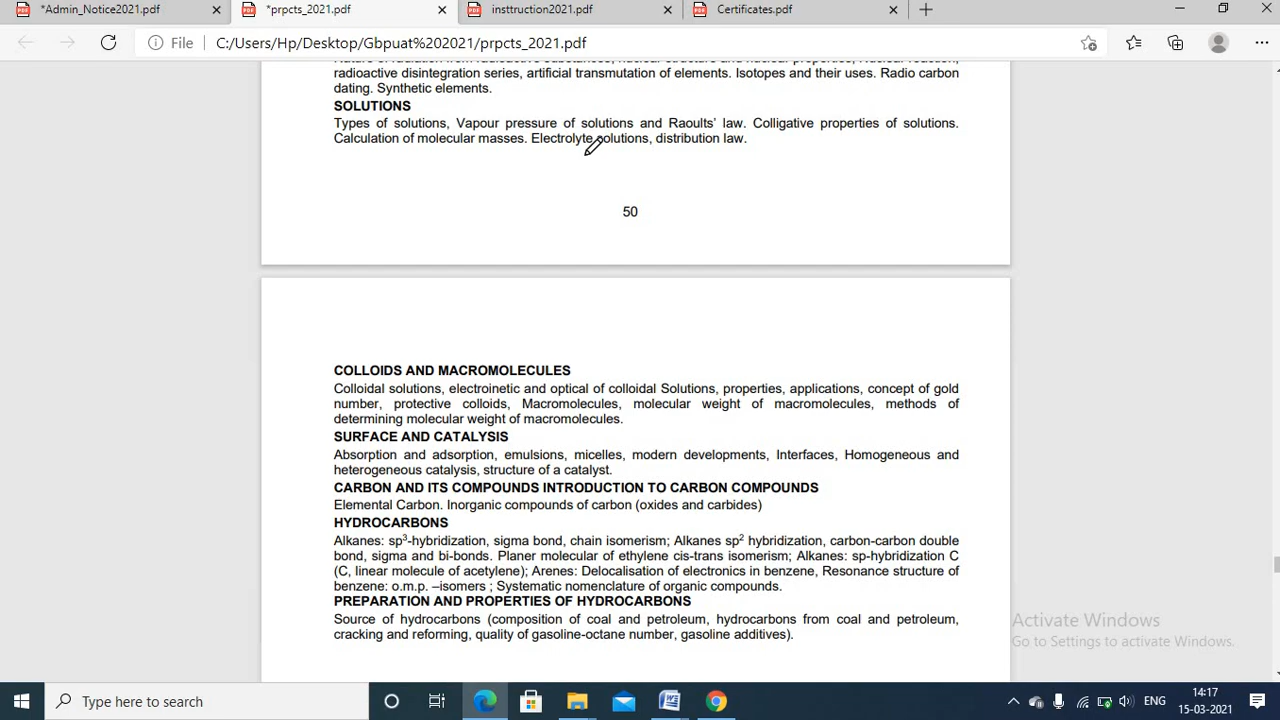 *Admin_Notice2021.pdf
*prpcts_2021.pdf
insttruction2021.pdf
Certificates.pdf
File
C:/Users/Hp/Desktop/Gbpuat%202021/prpcts_2021.pdf
Nature of radiation from radioactive substances, nuclear structure and nuclear properties, Nuclear reaction,
radioactive disintegration series, artificial transmutation of elements. Isotopes and their uses. Radio carbon
dating. Synthetic elements.
SOLUTIONS
Types of solutions, Vapour pressure of solutions and Raoults' law. Colligative properties of solutions.
Calculation of molecular masses. Electrolyte solutions, distribution law.
50
COLLOIDS AND MACROMOLECULES
Colloidal solutions, electroinetic and optical of colloidal Solutions, properties, applications, concept of gold
number, protective colloids, Macromolecules, molecular weight of macromolecules, methods of
determining molecular weight of macromolecules.
SURFACE AND CATALYSIS
Absorption and adsorption, emulsions, micelles, modern developments, Interfaces, Homogeneous and
heterogeneous catalysis, structure of a catalyst.
CARBON AND ITS COMPOUNDS INTRODUCTION TO CARBON COMPOUNDS
Elemental Carbon. Inorganic compounds of carbon (oxides and carbides)
HYDROCARBONS
Alkanes: sp³-hybridization, sigma bond, chain isomerism; Alkanes sp² hybridization, carbon-carbon double
bond, sigma and bi-bonds. Planer molecular of ethylene cis-trans isomerism; Alkanes: sp-hybridization C
(C, linear molecule of acetylene); Arenes: Delocalisation of electronics in benzene, Resonance structure of
benzene: o.m.p. –isomers ; Systematic nomenclature of organic compounds.
PREPARATION AND PROPERTIES OF HYDROCARBONS
Source of hydrocarbons (composition of coal and petroleum, hydrocarbons from coal and petroleum,
cracking and reforming, quality of gasoline-octane number, gasoline additives).
Activate Windows
Go to Settings to activate Windows.
Type here to search
ENG
14:17
15-03-2021